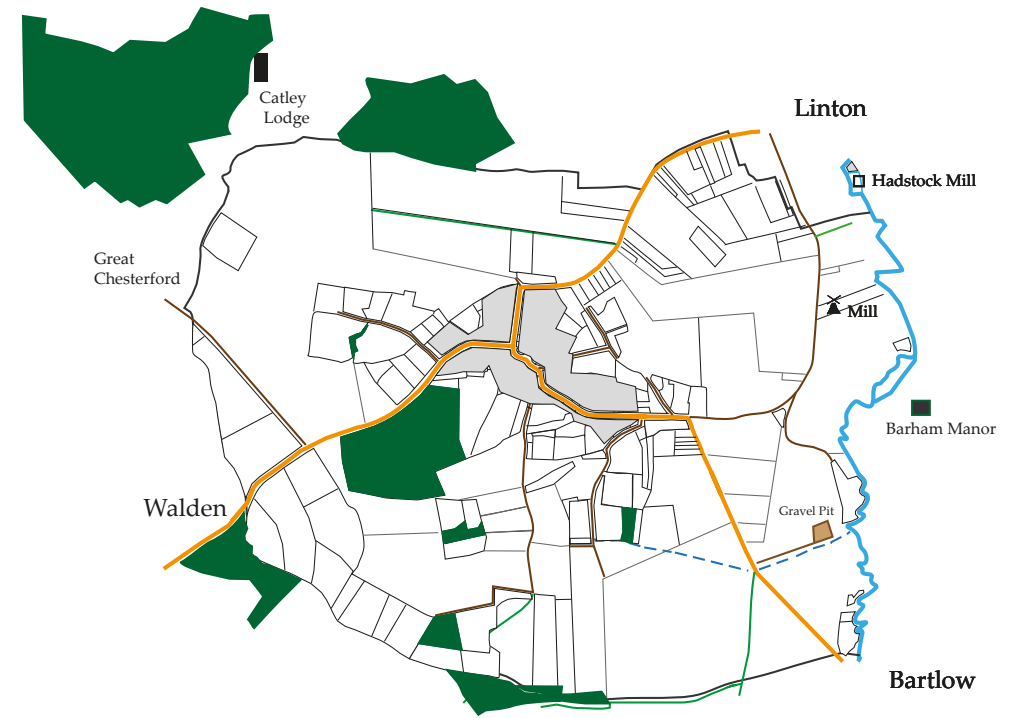 Catley
Lodge
Linton
Hadstock Mill
Great
Chesterford
Mill
Barham Manor
Walden
Gravel Pit
Bartlow